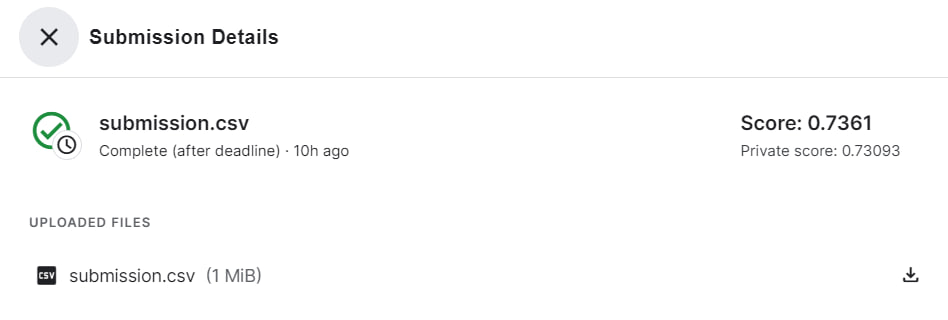 Submission Details
submission.csv
Score: 0.7361
Complete (after deadline) · 10h ago
Private score: 0.73093
UPLOADED FILES
CSV
submission.csv (1 MiB)